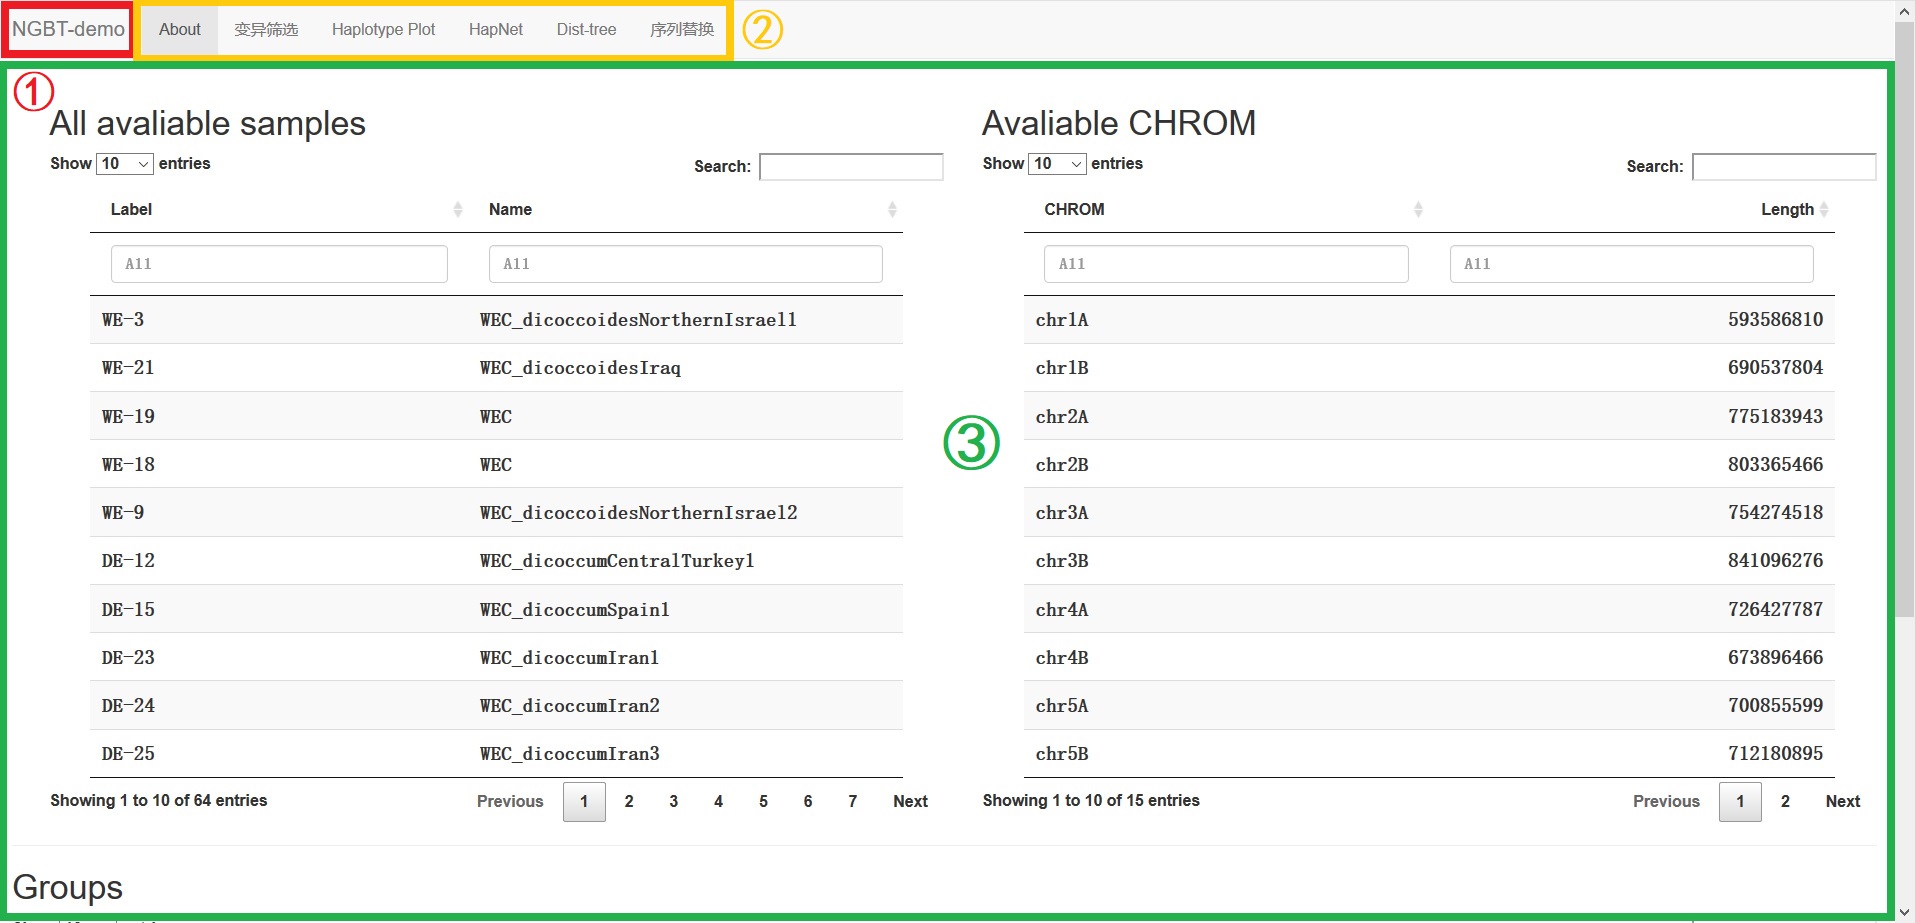 NGBT-demo About 变异筛选 Haplotype Plot HapNet Dist-tree 序列替换 ②
①
All avaliable samples
Show 10 entries Search:
Label Name
All All
WE-3 WEC_dicoccoidesNorthernIsrael1
WE-21 WEC_dicoccoidesIraq
WE-19 WEC
WE-18 WEC
WE-9 WEC_dicoccoidesNorthernIsrael2
DE-12 WEC_dicoccumCentralTurkey1
DE-15 WEC_dicoccumSpain1
DE-23 WEC_dicoccumIran1
DE-24 WEC_dicoccumIran2
DE-25 WEC_dicoccumIran3
Showing 1 to 10 of 64 entries Previous 1 2 3 4 5 6 7 Next
③
Avaliable CHROM
Show 10 entries Search:
CHROM Length
All All
chr1A 593586810
chr1B 690537804
chr2A 775183943
chr2B 803365466
chr3A 754274518
chr3B 841096276
chr4A 726427787
chr4B 673896466
chr5A 700855599
chr5B 712180895
Showing 1 to 10 of 15 entries Previous 1 2 Next
Groups